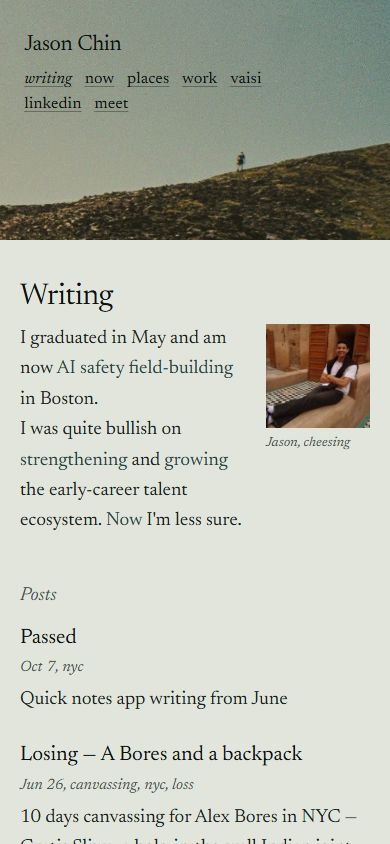 Jason Chin
writing now places work vaisi
linkedin meet
Writing
I graduated in May and am
now AI safety field-building
in Boston.
I was quite bullish on
strengthening and growing
the early-career talent
ecosystem. Now I'm less sure.
Jason, cheesing
Posts
Passed
Oct 7, nyc
Quick notes app writing from June
Losing — A Bores and a backpack
Jun 26, canvassing, nyc, loss
10 days canvassing for Alex Bores in NYC —